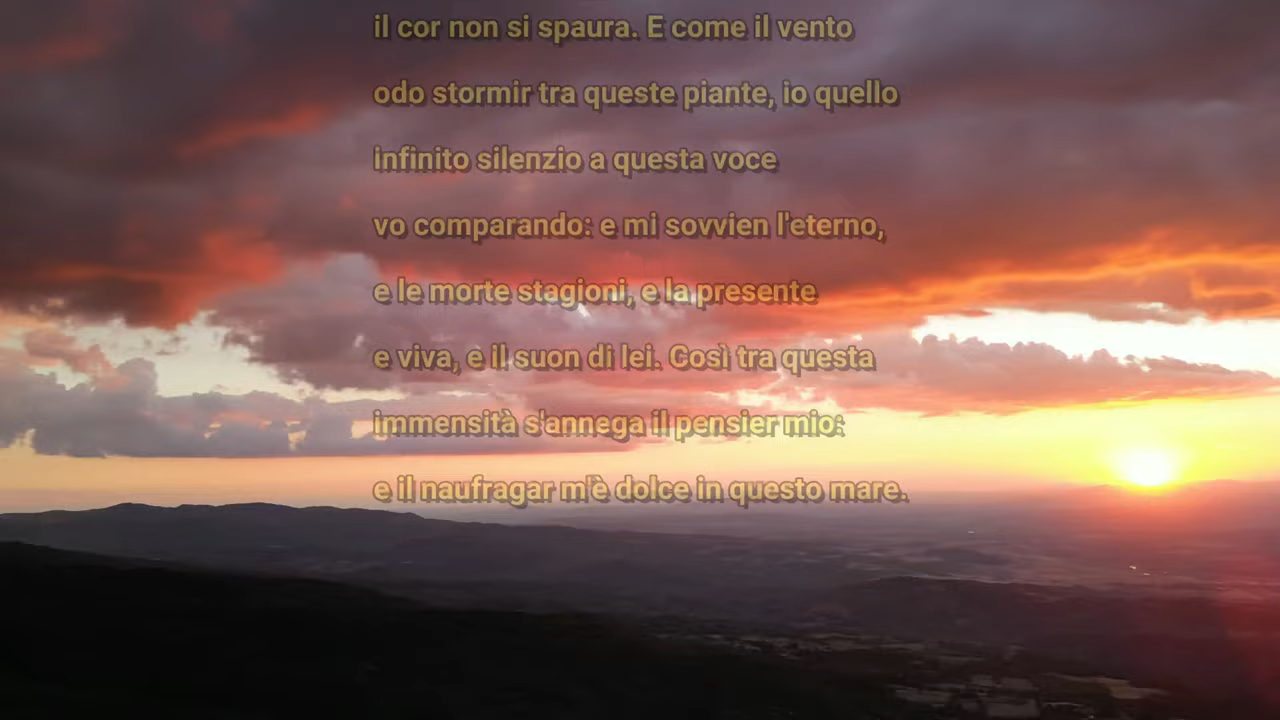 il cor non si spaura. E come il vento
odo stormir tra queste piante, io quello
infinito silenzio a questa voce
vo comparando: e mi sovvien l'eterno,
e le morte stagioni, e la presente
e viva, e il suon di lei. Così tra questa
immensità s'annega il pensier mio:
e il naufragar m'è dolce in questo mare.